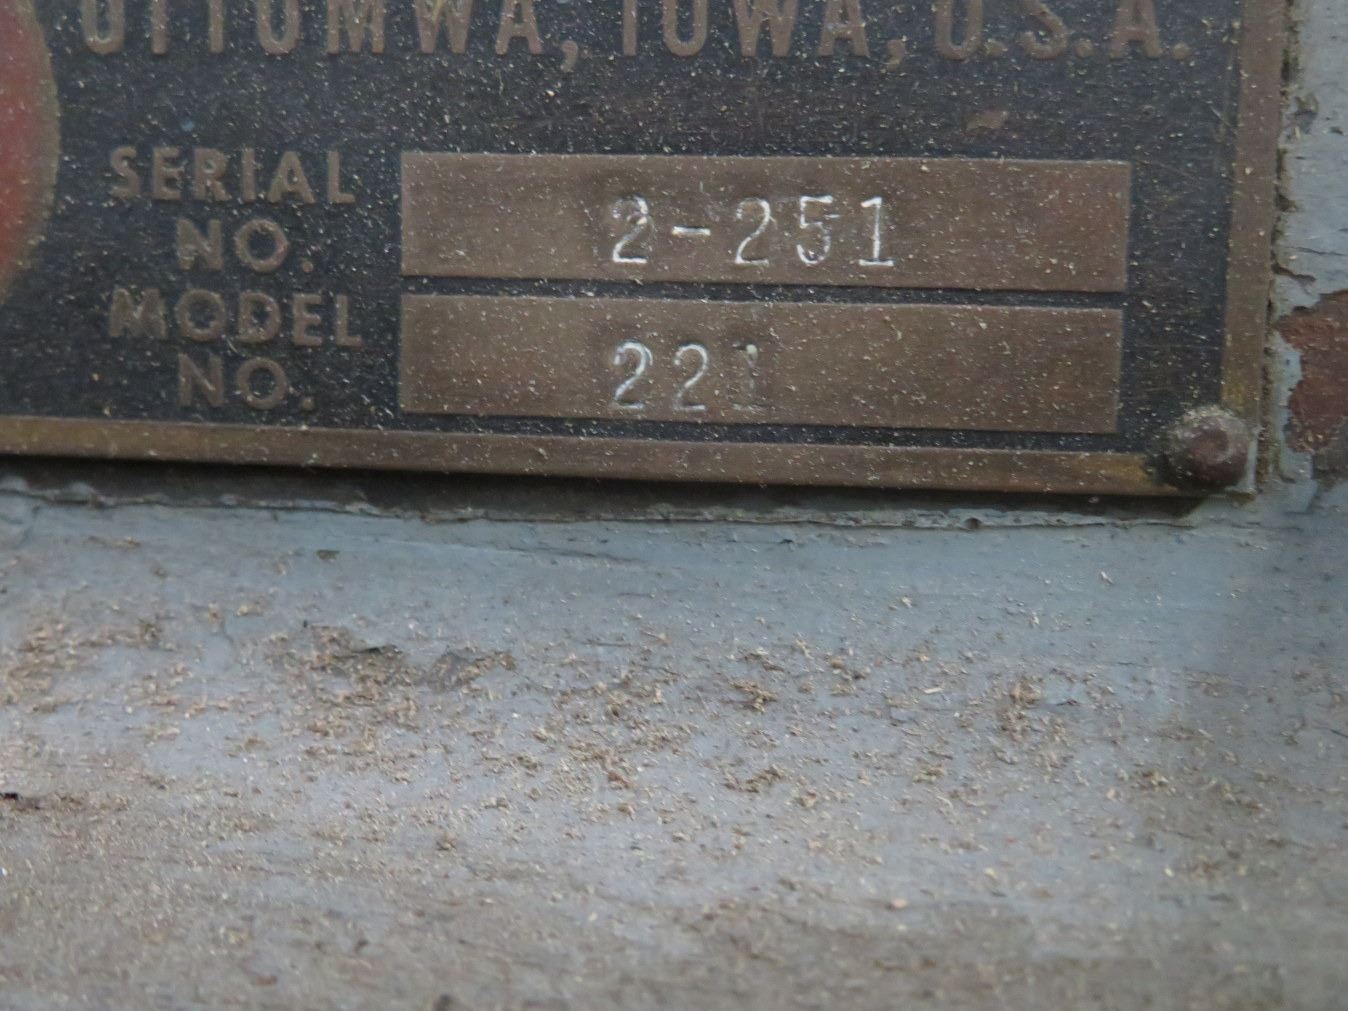 OTTUMWA, IOWA, U.S.A.
SERIAL NO. 2-251
MODEL NO. 221